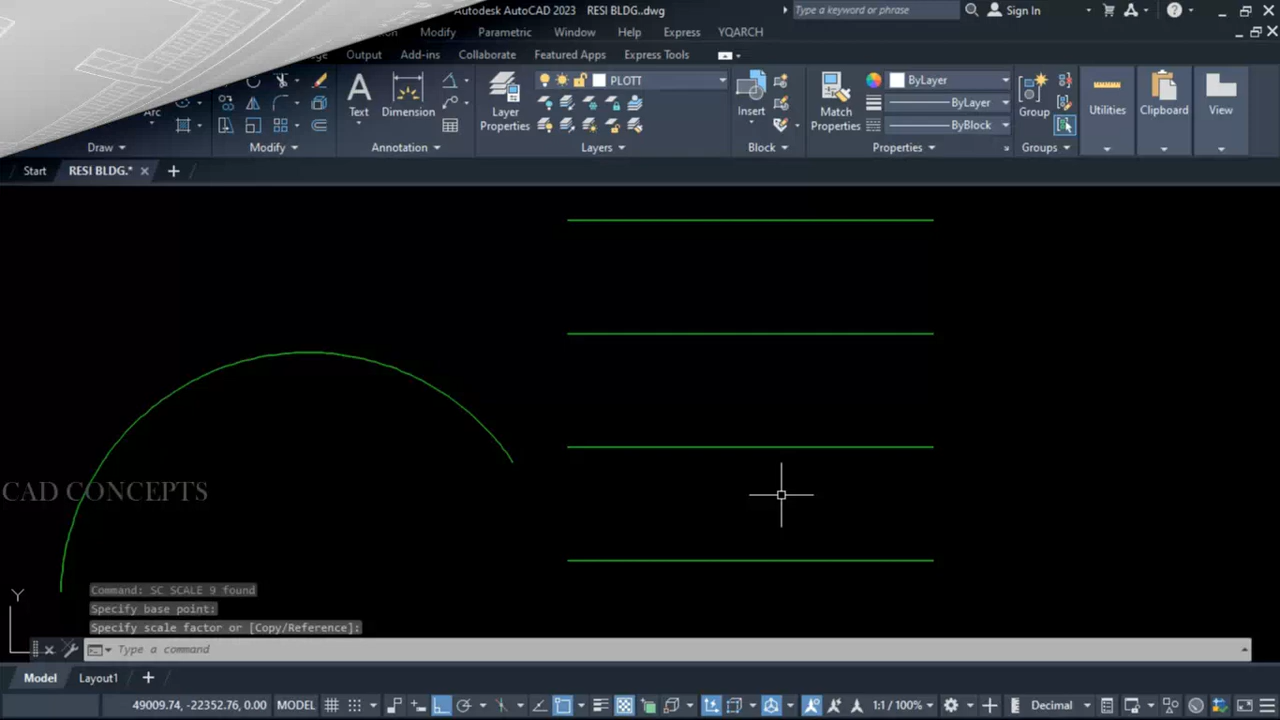 Autodesk AutoCAD 2023 RESI BLDG..dwg
Type a keyword or phrase
Sign In
Modify Parametric Window Help Express YQARCH
Output Add-ins Collaborate Featured Apps Express Tools
PLOTT
ByLayer
ByLayer
ByBlock
Arc
Text
Dimension
Layer
Properties
Insert
Match
Properties
Group
Utilities
Clipboard
View
Draw
Modify
Annotation
Layers
Block
Properties
Groups
Start
RESI BLDG.*
CAD CONCEPTS
Command: SC SCALE 9 found
Specify base point:
Specify scale factor or [Copy/Reference]:
Y
Type a command
Model Layout1
49009.74, -22352.76, 0.00 MODEL
1:1 / 100%
Decimal